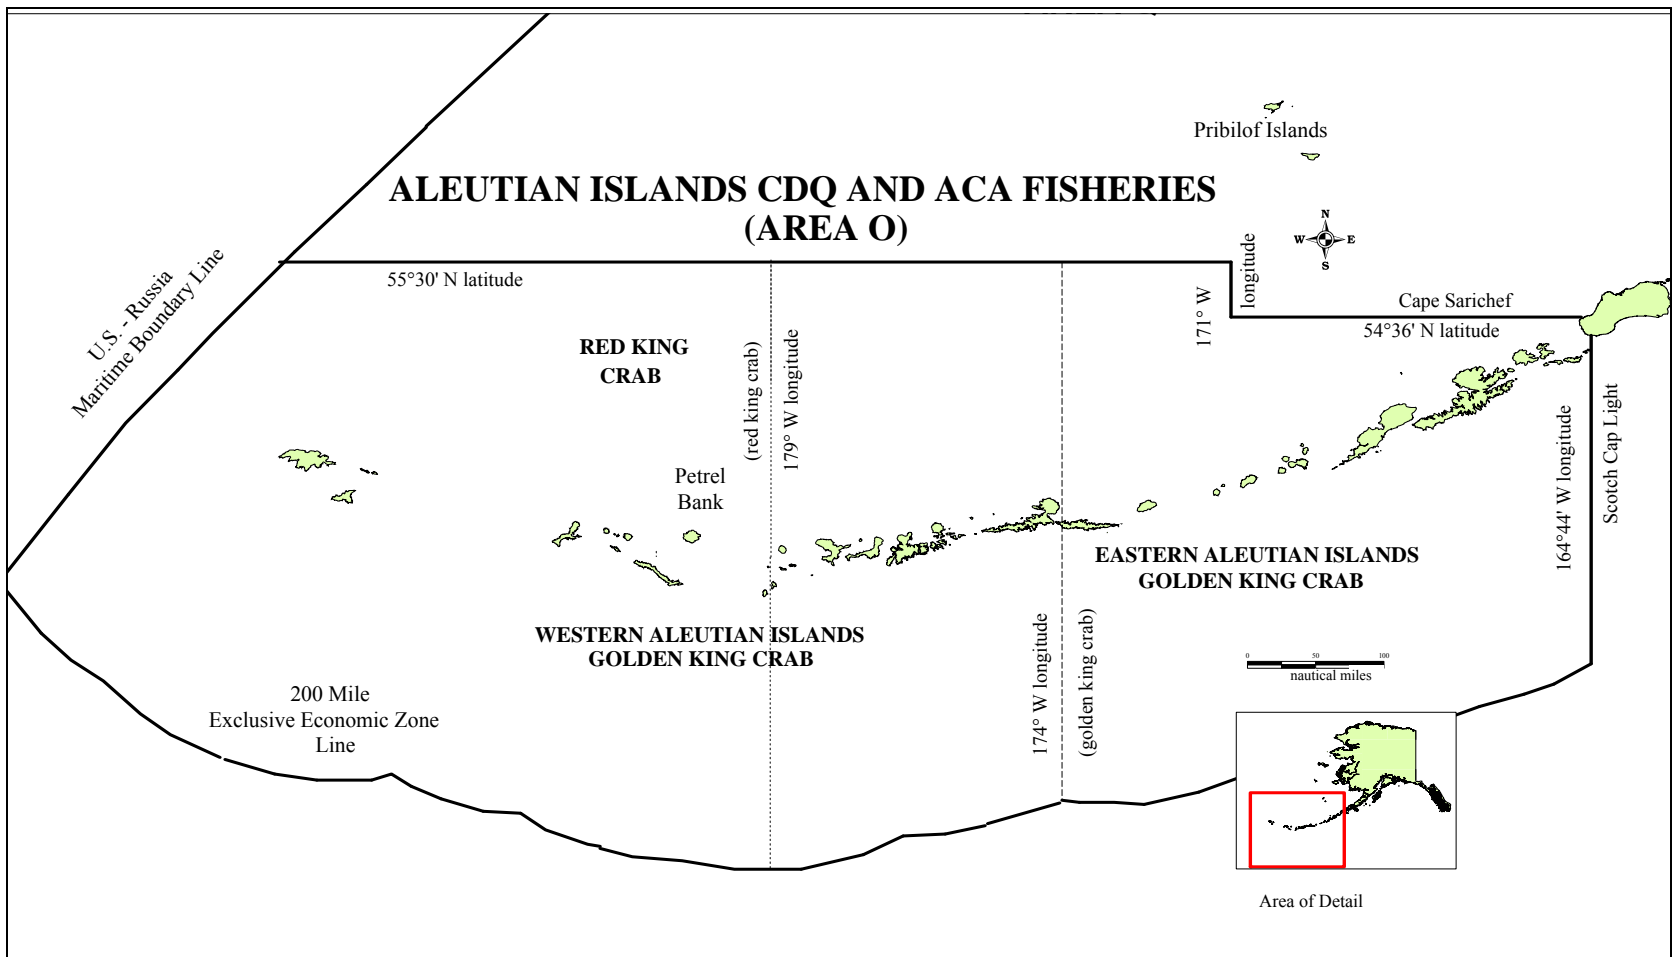 Pribilof Islands
ALEUTIAN ISLANDS CDQ AND ACA FISHERIES
(AREA O)
N
W
E
S
U.S. - Russia
Maritime Boundary Line
55°30' N latitude
171° W
longitude
Cape Sarichef
54°36' N latitude
RED KING
CRAB
(red king crab)
179° W longitude
Petrel
Bank
164°44' W longitude
Scotch Cap Light
EASTERN ALEUTIAN ISLANDS
GOLDEN KING CRAB
WESTERN ALEUTIAN ISLANDS
GOLDEN KING CRAB
174° W longitude
(golden king crab)
0
50
100
nautical miles
200 Mile
Exclusive Economic Zone
Line
Area of Detail